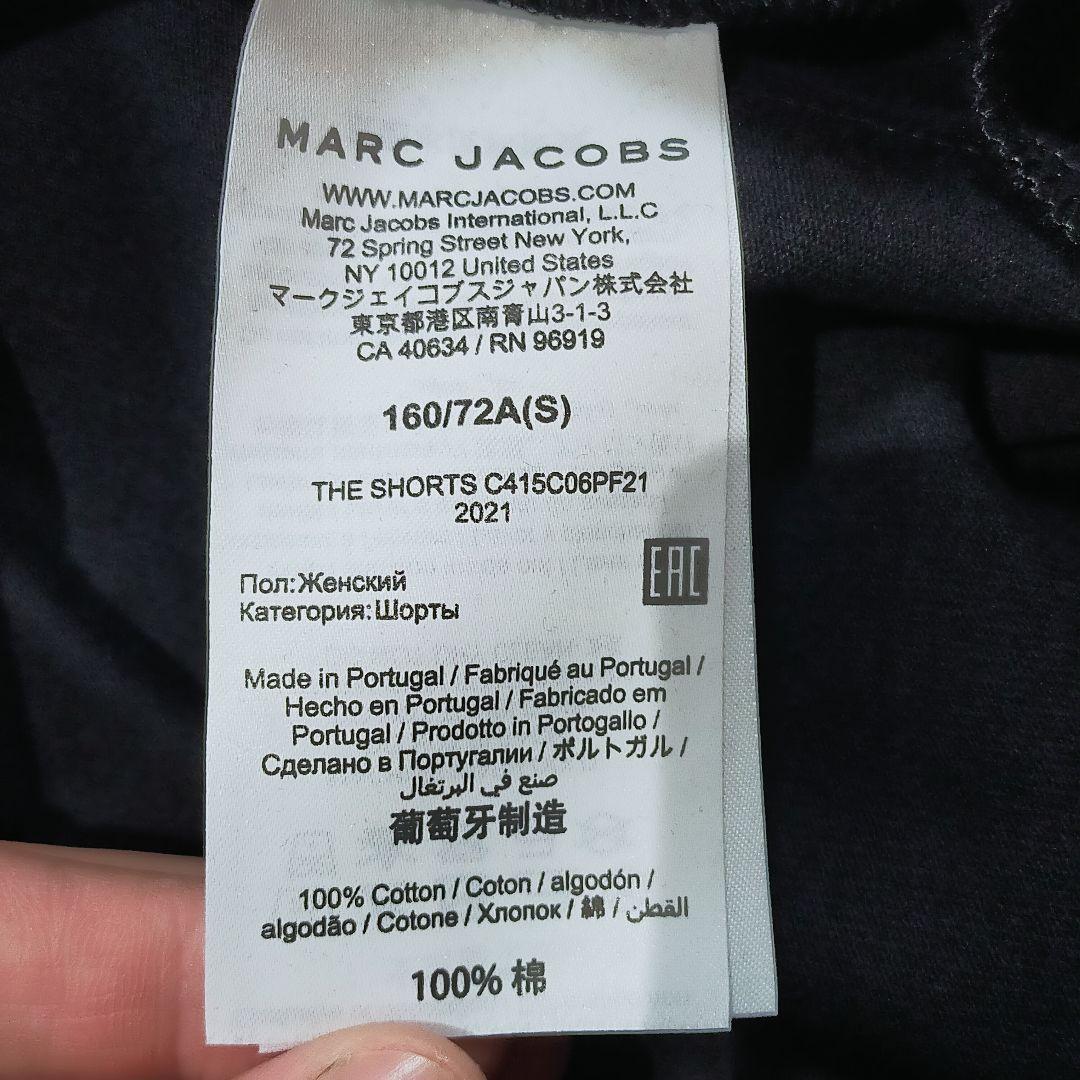 MARC JACOBS
WWW.MARCJACOBS.COM
Marc Jacobs International, L.L.C
72 Spring Street New York,
NY 10012 United States
マークジェイコブスジャパン株式会社
東京都港区南青山3-1-3
CA 40634 / RN 96919
160/72A(S)
THE SHORTS C415C06PF21
2021
EAC
Пол:Женский
Категория:Шорты
Made in Portugal / Fabriqué au Portugal /
Hecho en Portugal / Fabricado em
Portugal / Prodotto in Portogallo /
Сделано в Португалии / ポルトガル /
صنع في البرتغال
葡萄牙制造
100% Cotton / Coton / algodón /
algodão / Cotone / Хлопок / 綿 / القطن
100% 棉